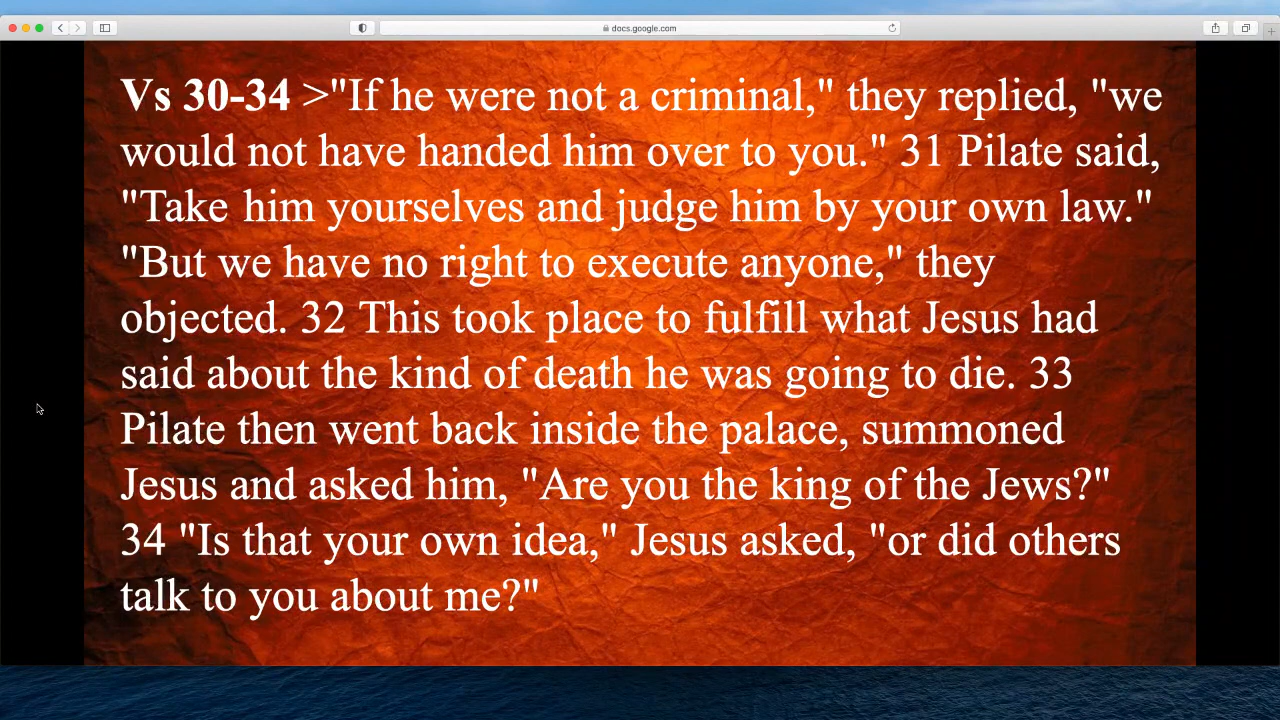 docs.google.com
Vs 30-34 >"If he were not a criminal," they replied, "we
would not have handed him over to you." 31 Pilate said,
"Take him yourselves and judge him by your own law."
"But we have no right to execute anyone," they
objected. 32 This took place to fulfill what Jesus had
said about the kind of death he was going to die. 33
Pilate then went back inside the palace, summoned
Jesus and asked him, "Are you the king of the Jews?"
34 "Is that your own idea," Jesus asked, "or did others
talk to you about me?"